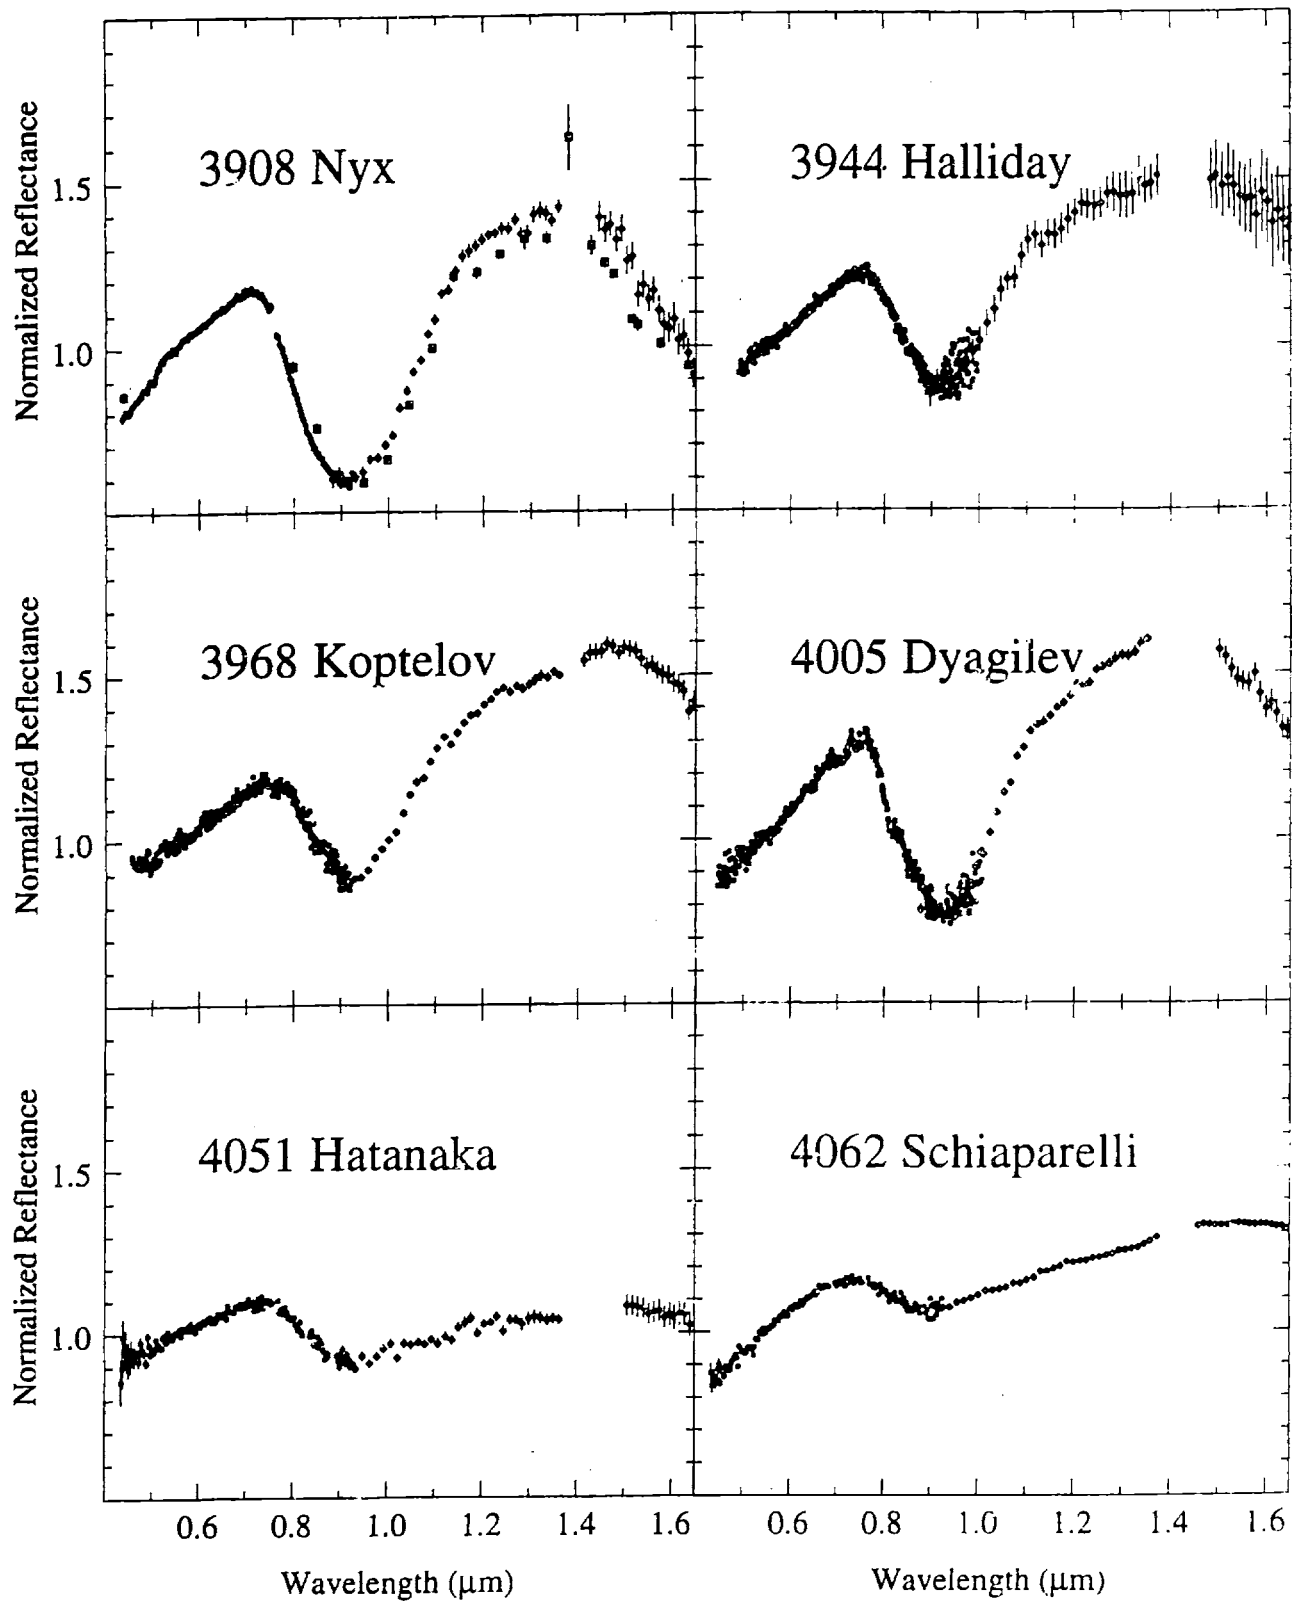 Normalized Reflectance
1.5
1.0
3908 Nyx
3944 Halliday
Normalized Reflectance
1.5
1.0
3968 Koptelov
4005 Dyagilev
Normalized Reflectance
1.5
1.0
4051 Hatanaka
4062 Schiaparelli
0.6 0.8 1.0 1.2 1.4 1.6
0.6 0.8 1.0 1.2 1.4 1.6
Wavelength (μm)
Wavelength (μm)